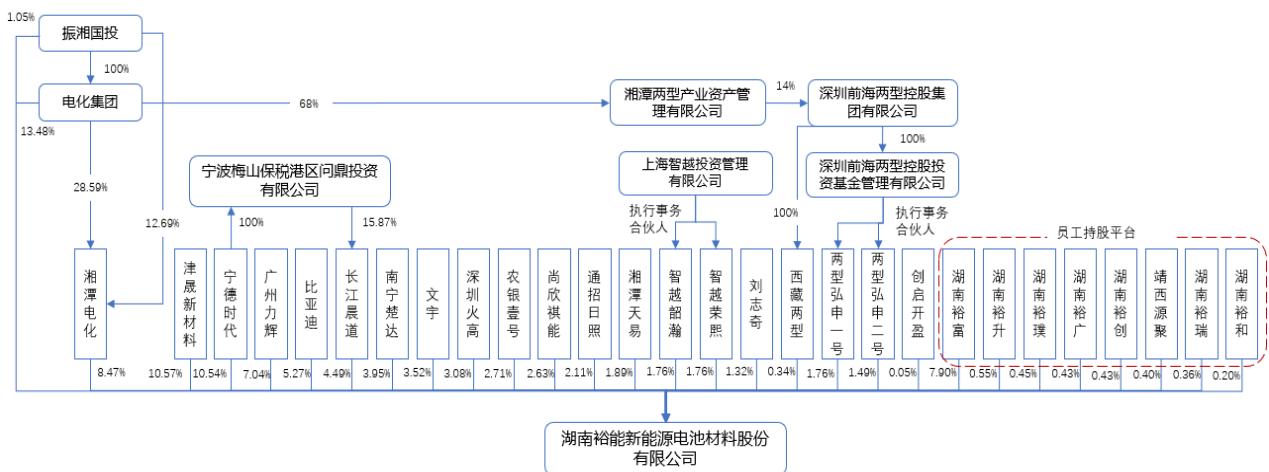 1.05%
振湘国投
100%
电化集团
68%
湘潭两型产业资产管
理有限公司
14%
深圳前海两型控股集
团有限公司
13.48%
100%
28.59%
12.69%
宁波梅山保税港区问鼎投资
有限公司
上海智越投资管理
有限公司
深圳前海两型控股投
资基金管理有限公司
100%
15.87%
执行事务
合伙人
100%
执行事务
合伙人
员工持股平台
湘潭电化
津晟新材料
宁德时代
广州力辉
比亚迪
长江晨道
南宁楚达
文宇
深圳火高
农银壹号
尚欣祺能
通招日照
湘潭天易
智越韶瀚
智越荣熙
刘志奇
西藏两型
两型弘申一号
两型弘申二号
创启开盈
湖南裕富
湖南裕升
湖南裕璞
湖南裕广
湖南裕创
靖西源聚
湖南裕瑞
湖南裕和
8.47%
10.57%
10.54%
7.04%
5.27%
4.49%
3.95%
3.52%
3.08%
2.71%
2.63%
2.11%
1.89%
1.76%
1.76%
1.32%
0.34%
1.76%
1.49%
0.05%
7.90%
0.55%
0.45%
0.43%
0.43%
0.40%
0.36%
0.20%
湖南裕能新能源电池材料股份
有限公司